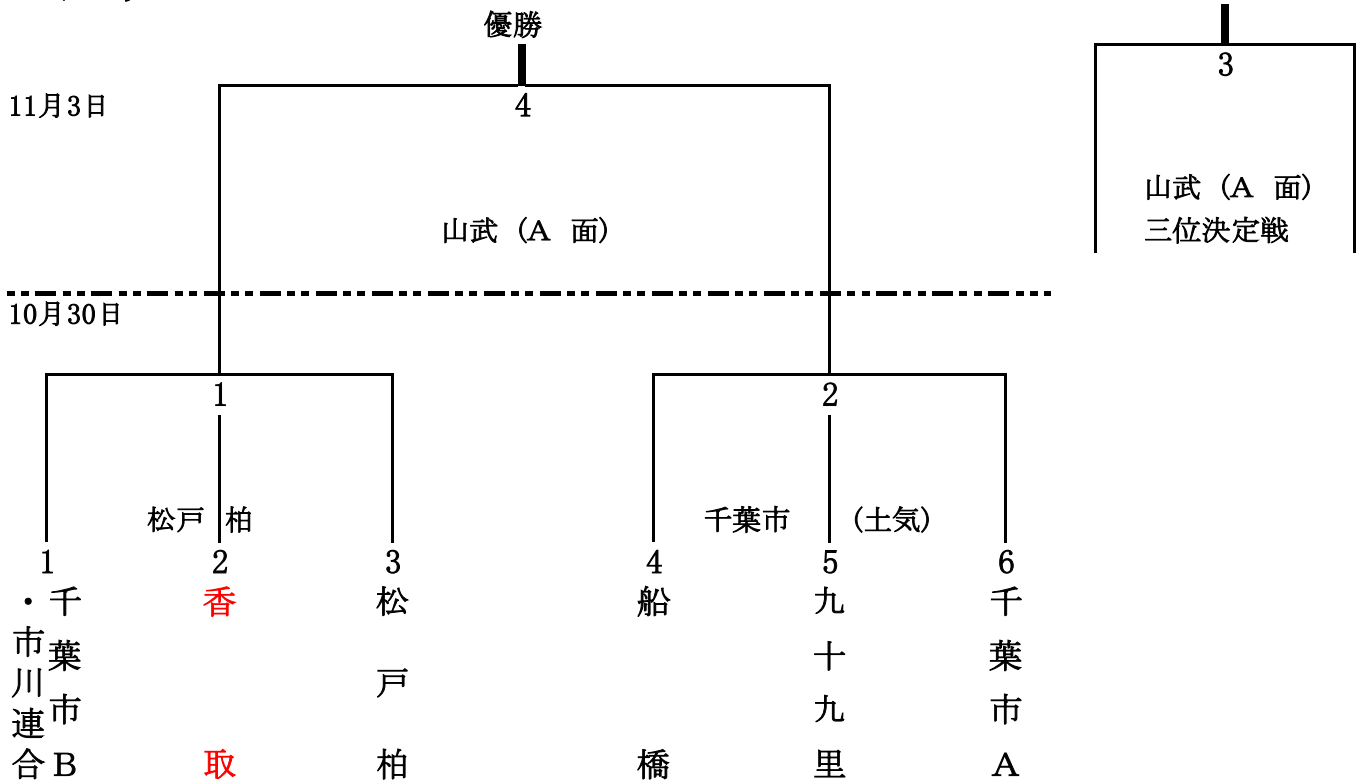 優勝
3
11月3日
4
山武（A　面）
三位決定戦
山武（A　面）
10月30日
1
2
松戸 柏
千葉市　　（土気）
1
2
3
4
5
6
千葉市B
・市川連合
香取
松戸柏
船橋
九十九里
千葉市A